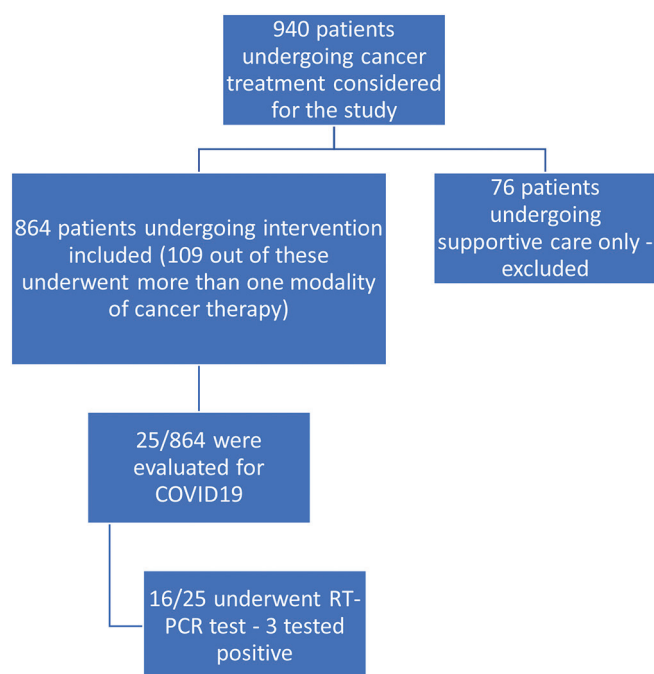 940 patients
undergoing cancer
treatment considered
for the study
864 patients undergoing intervention
included (109 out of these
underwent more than one modality
of cancer therapy)
76 patients
undergoing
supportive care only -
excluded
25/864 were
evaluated for
COVID19
16/25 underwent RT-
PCR test - 3 tested
positive